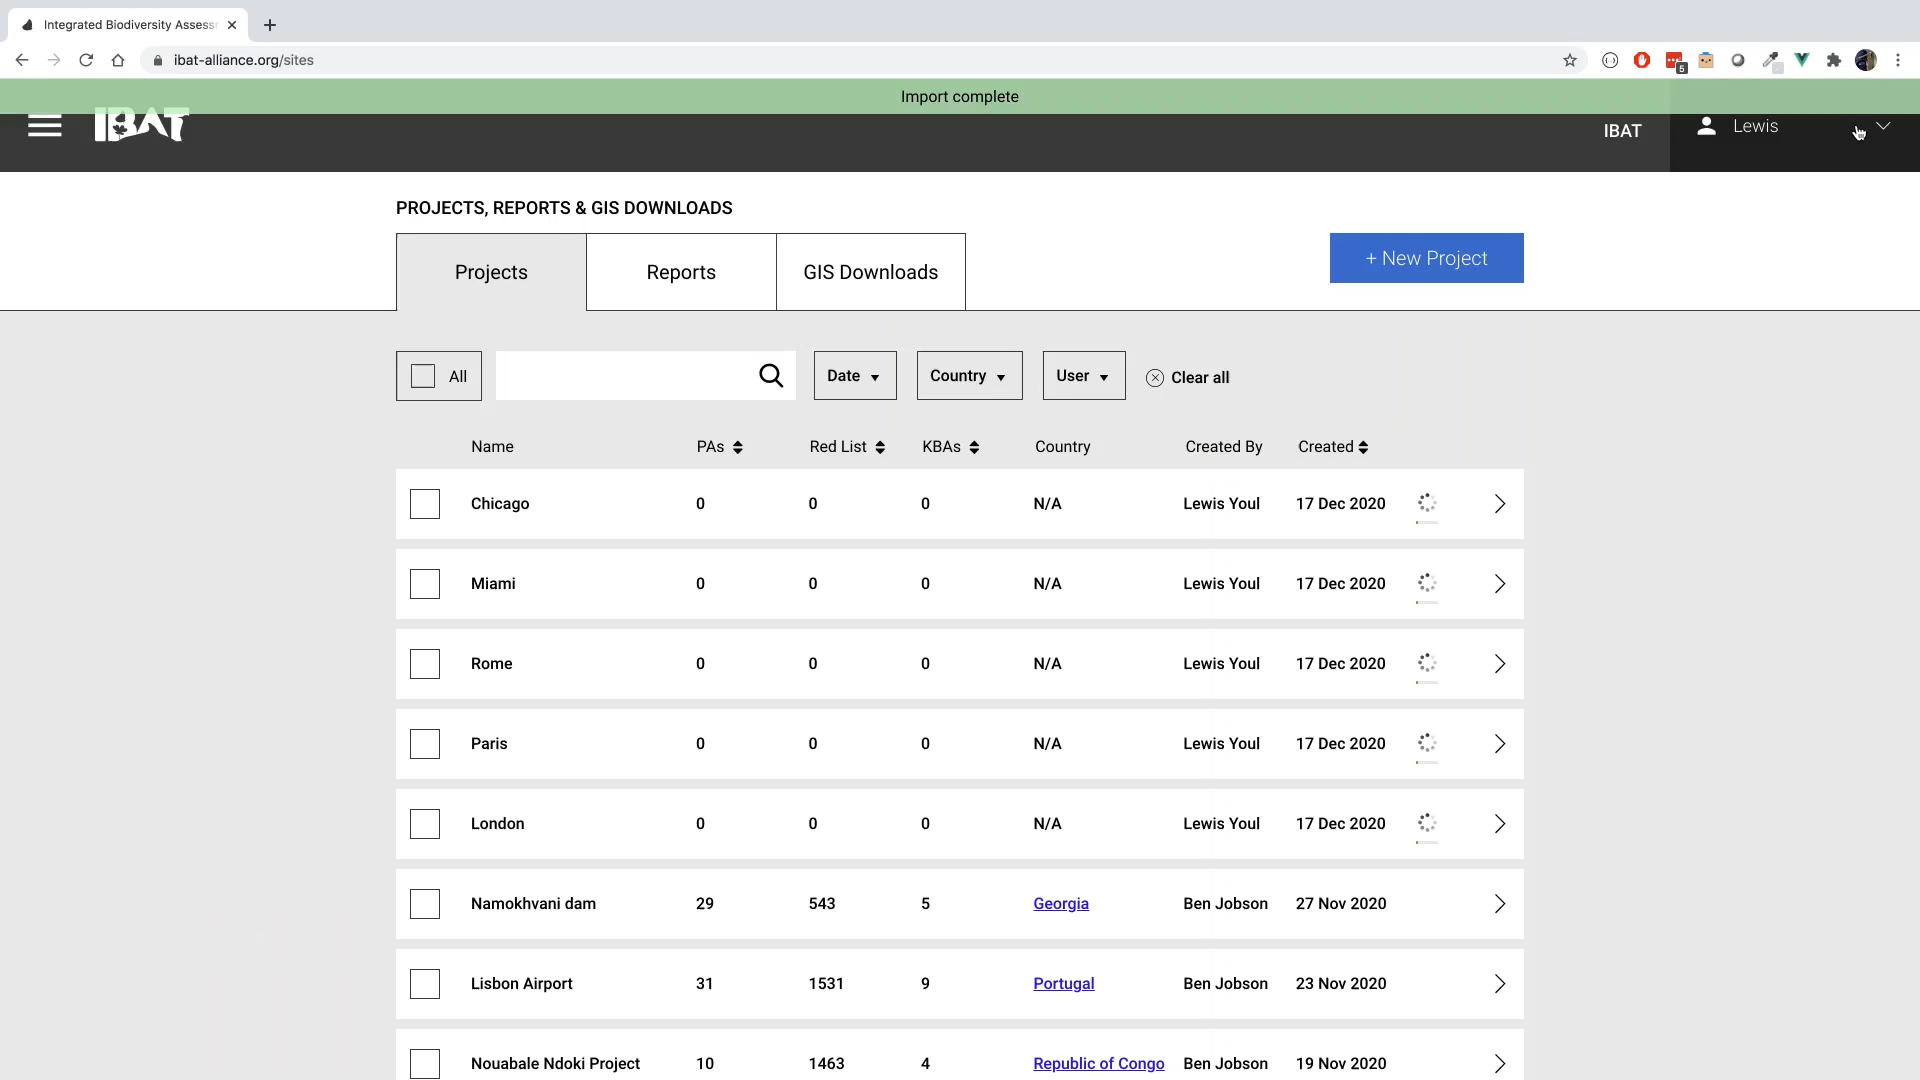 Integrated Biodiversity Assess
ibat-alliance.org/sites
5
Import complete
IBAT
IBAT
Lewis
PROJECTS, REPORTS & GIS DOWNLOADS
Projects
Reports
GIS Downloads
+ New Project
All
Date
Country
User
Clear all
Name PAs Red List KBAs Country Created By Created
Chicago 0 0 0 N/A Lewis Youl 17 Dec 2020
Miami 0 0 0 N/A Lewis Youl 17 Dec 2020
Rome 0 0 0 N/A Lewis Youl 17 Dec 2020
Paris 0 0 0 N/A Lewis Youl 17 Dec 2020
London 0 0 0 N/A Lewis Youl 17 Dec 2020
Namokhvani dam 29 543 5 Georgia Ben Jobson 27 Nov 2020
Lisbon Airport 31 1531 9 Portugal Ben Jobson 23 Nov 2020
Nouabale Ndoki Project 10 1463 4 Republic of Congo Ben Jobson 19 Nov 2020